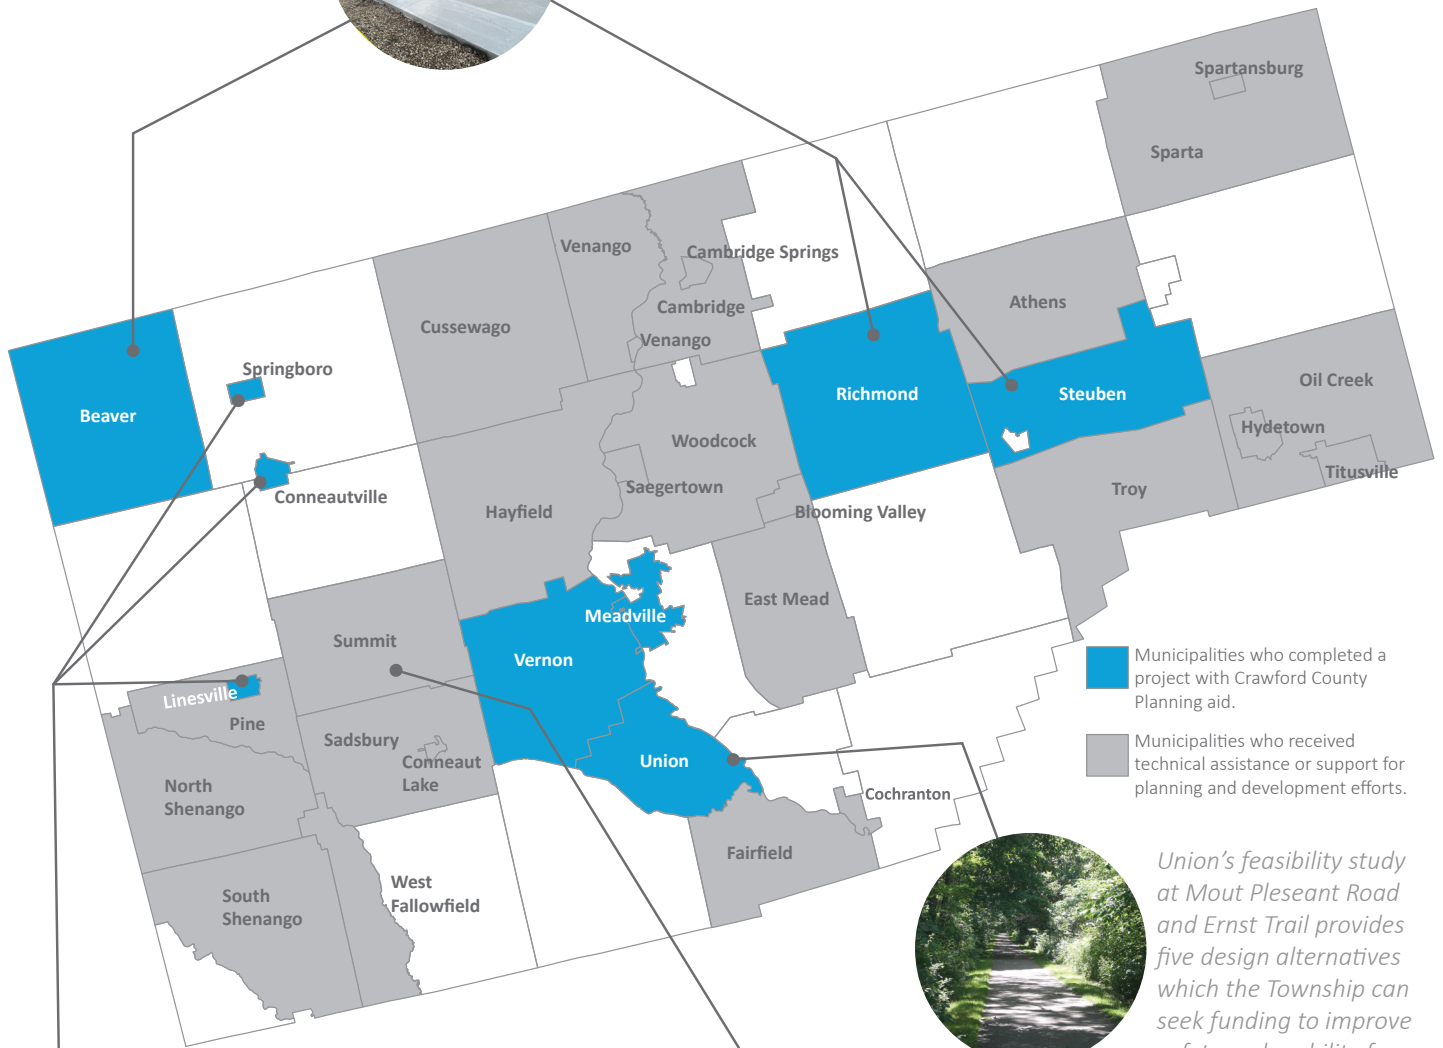 Spartansburg
Sparta
Venango
Cambridge Springs
Cambridge
Venango
Athens
Cussewago
Springboro
Beaver
Richmond
Steuben
Oil Creek
Hydetown
Titusville
Woodcock
Saegertown
Conneautville
Hayfield
Blooming Valley
Troy
East Mead
Meadville
Summit
Vernon
Linesville
Pine
Sadsbury
Conneaut
Lake
Union
North
Shenango
Cochranton
Fairfield
West
Fallowfield
South
Shenango
Municipalities who completed a
project with Crawford County
Planning aid.
Municipalities who received
technical assistance or support for
planning and development efforts.
Union's feasibility study
at Mout Pleseant Road
and Ernst Trail provides
five design alternatives
which the Township can
seek funding to improve